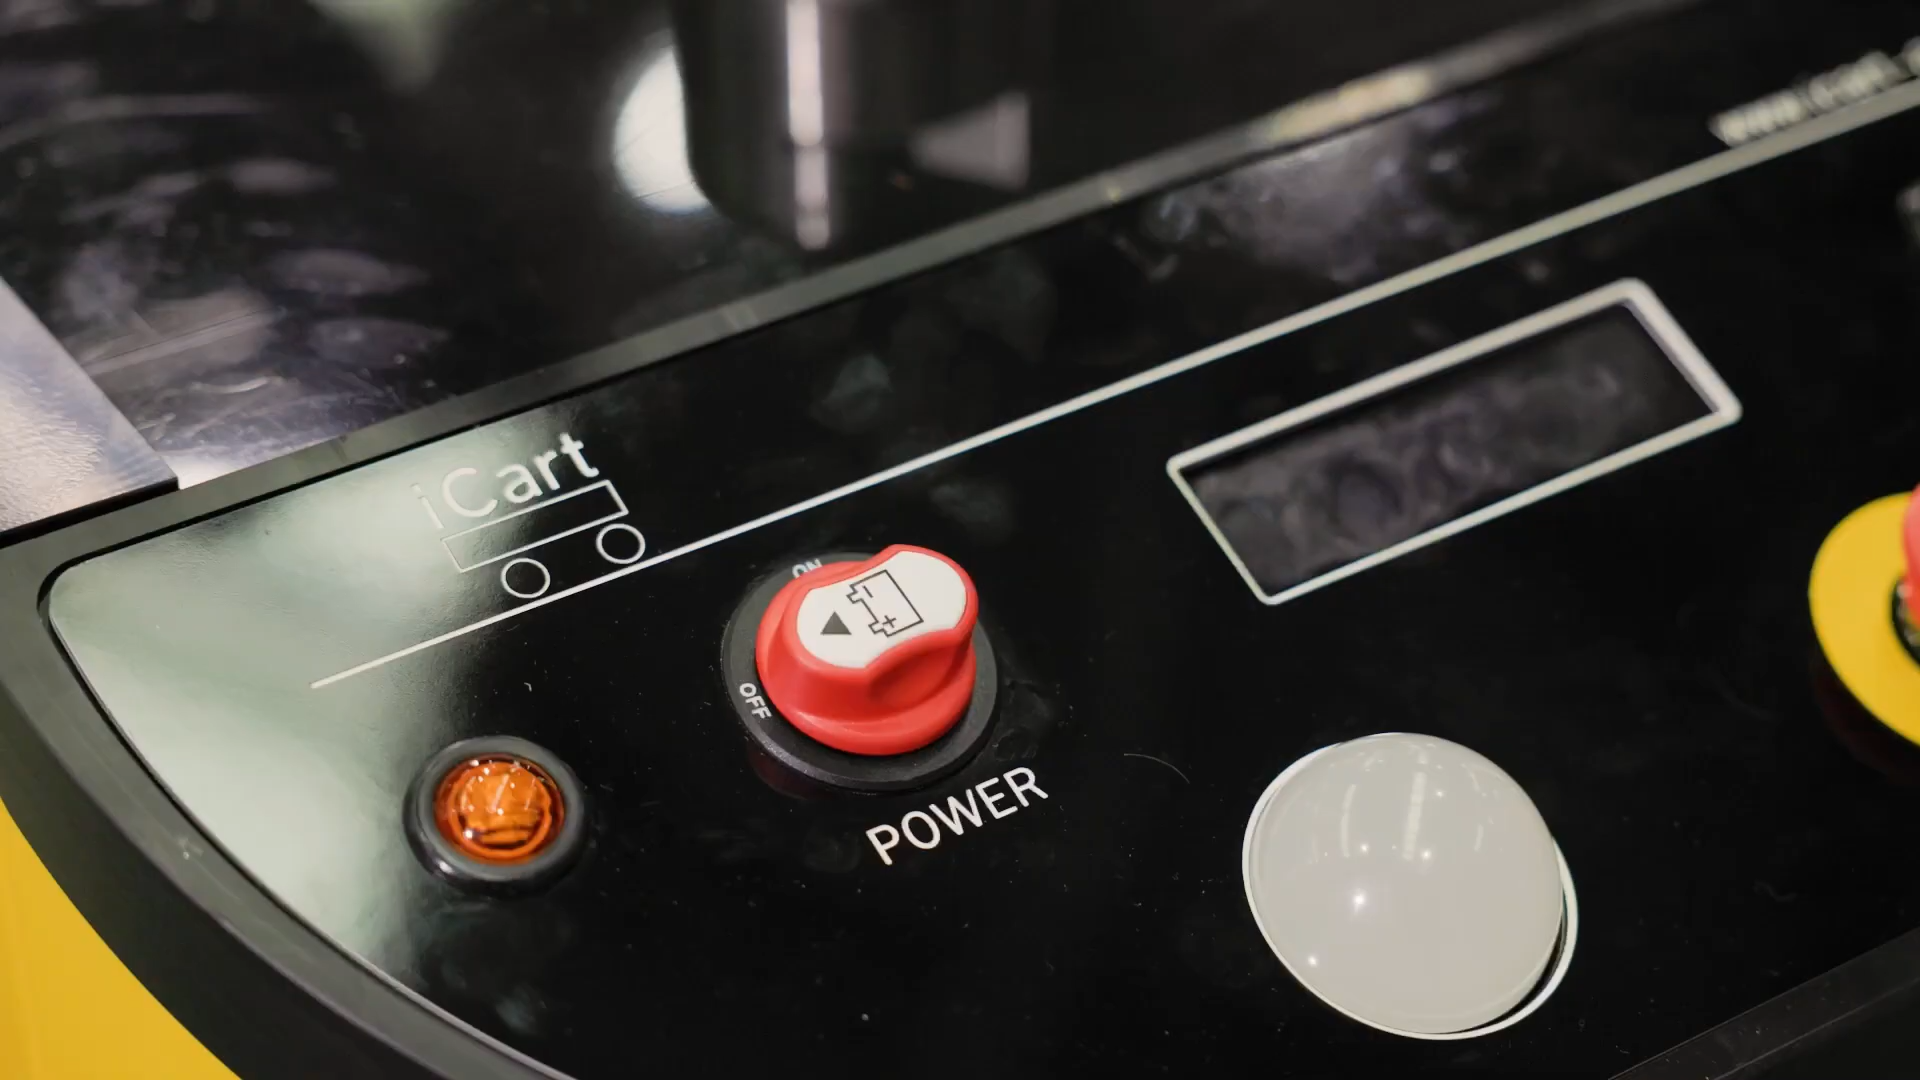 iCart
ON
- +
OFF
POWER